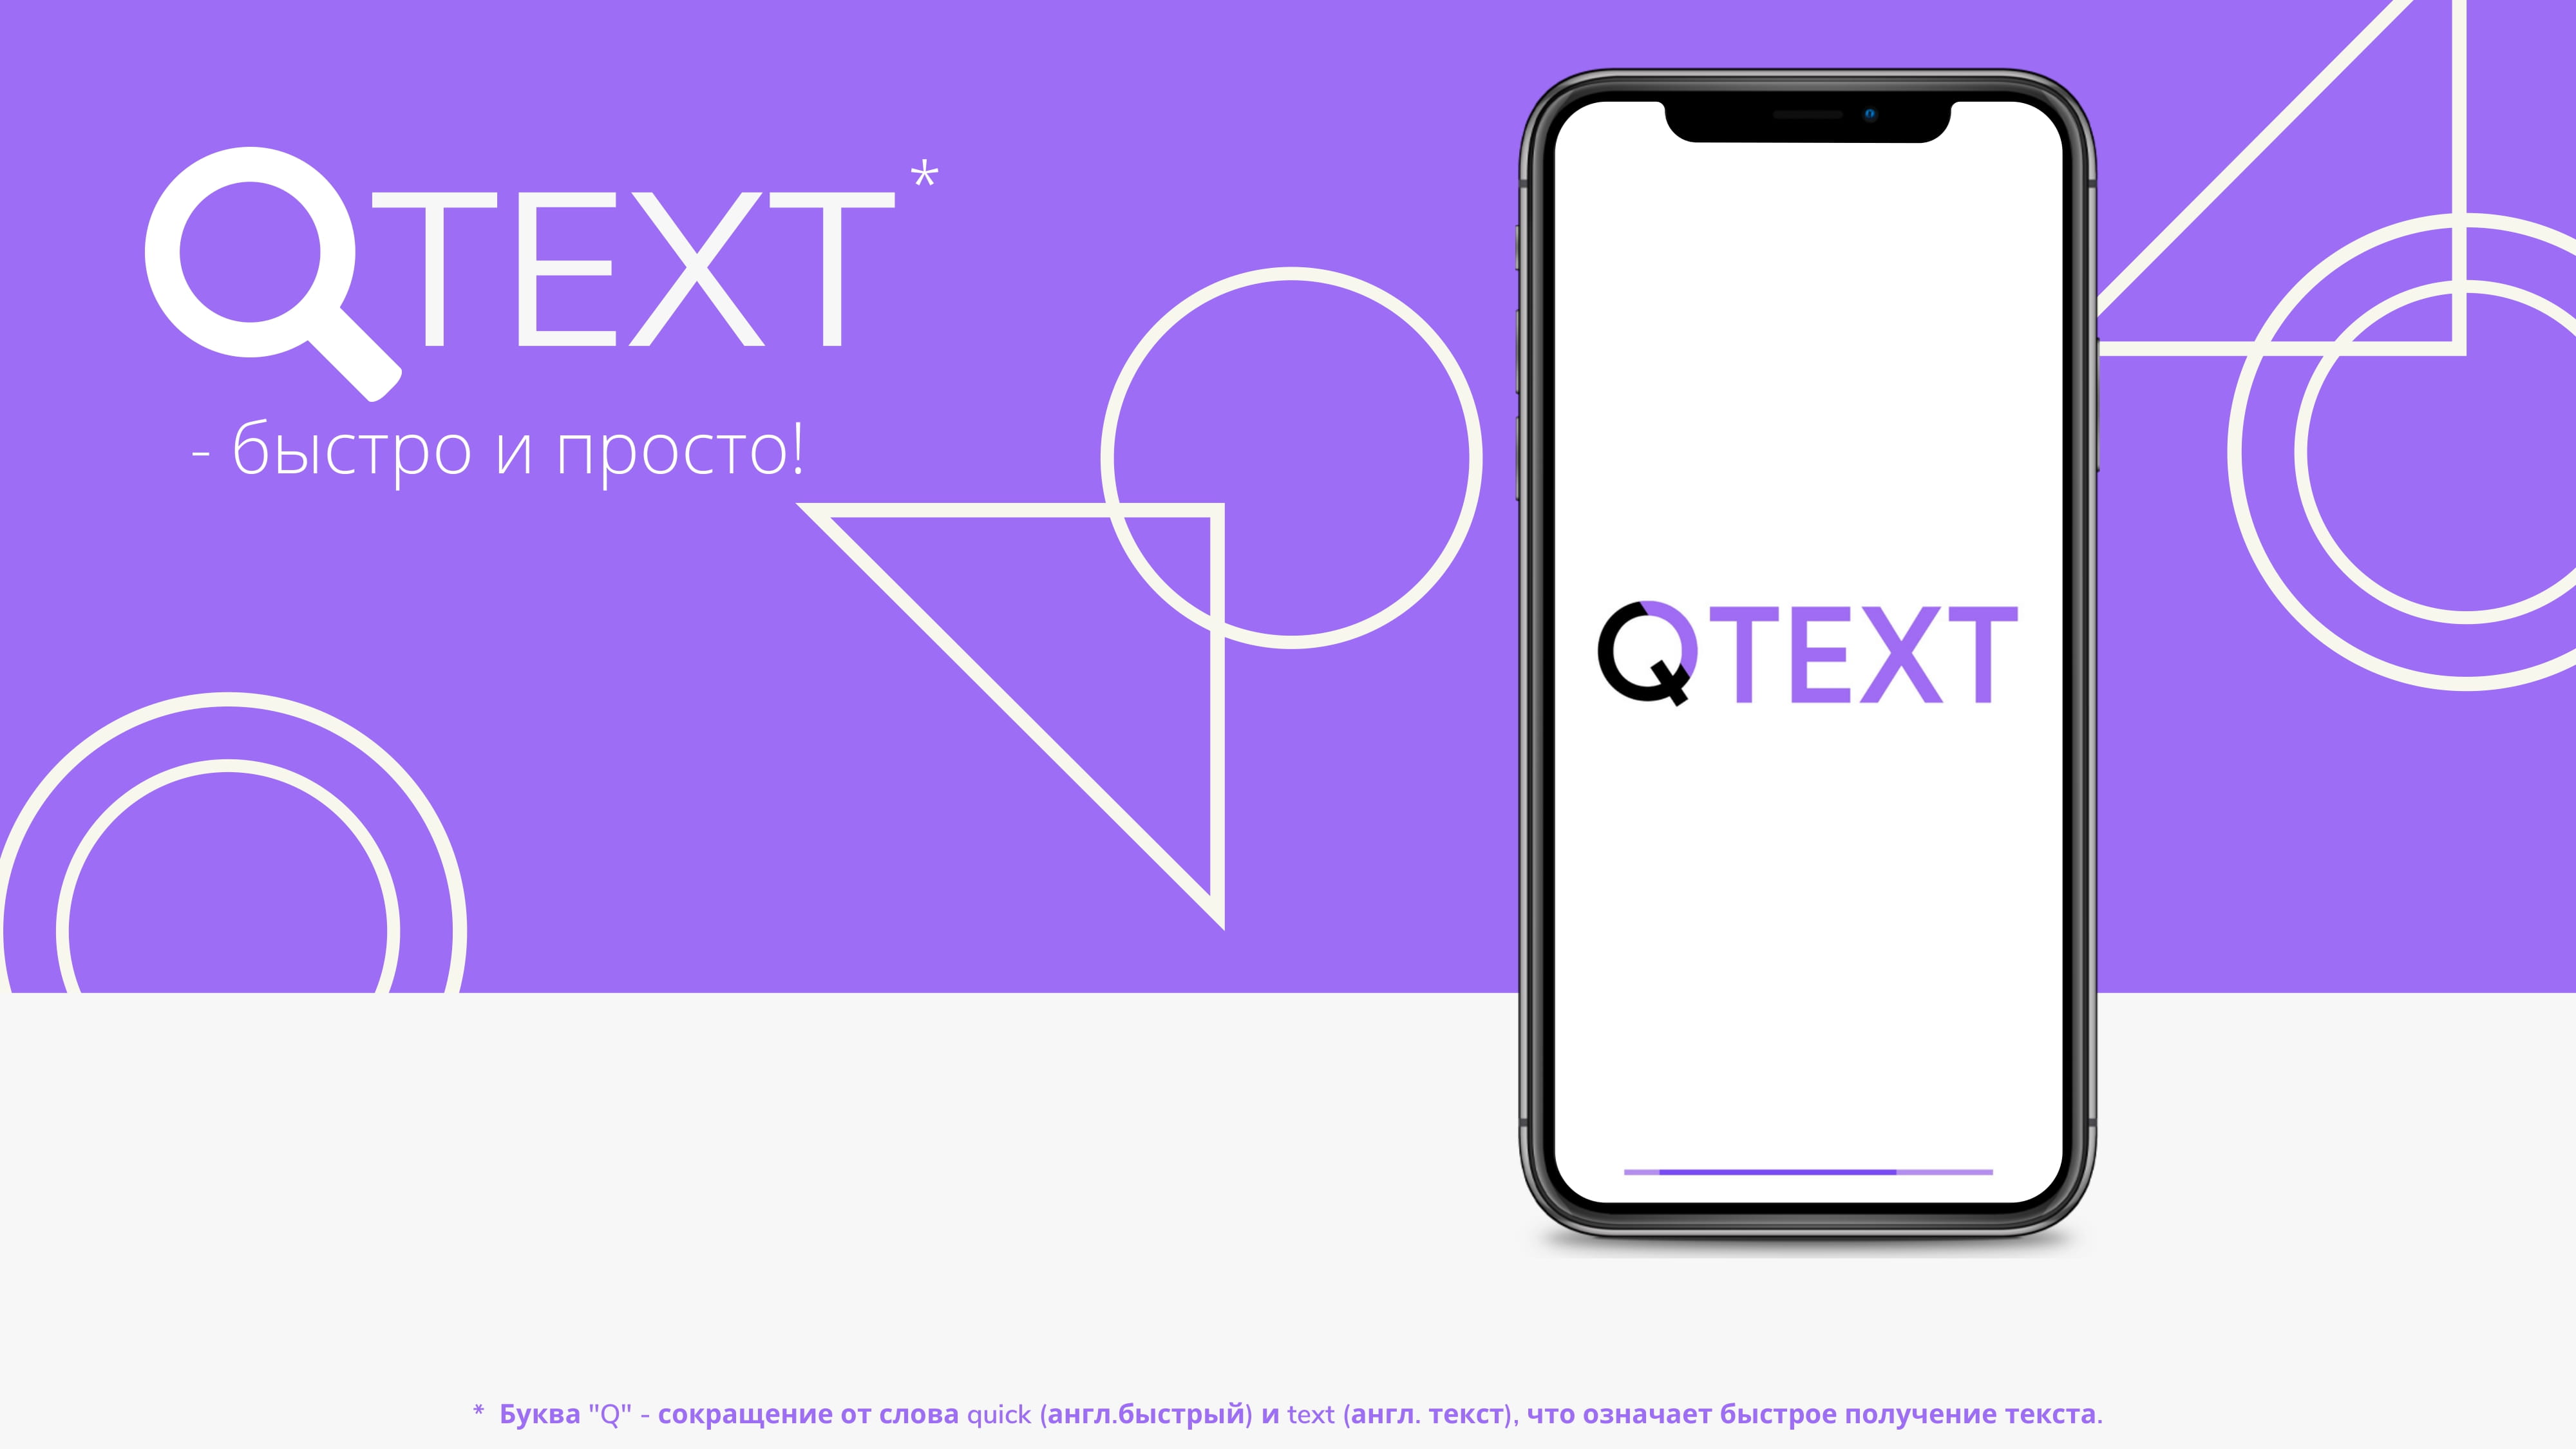 QTEXT*
- быстро и просто!
QTEXT
* Буква "Q" - сокращение от слова quick (англ.быстрый) и text (англ. текст), что означает быстрое получение текста.